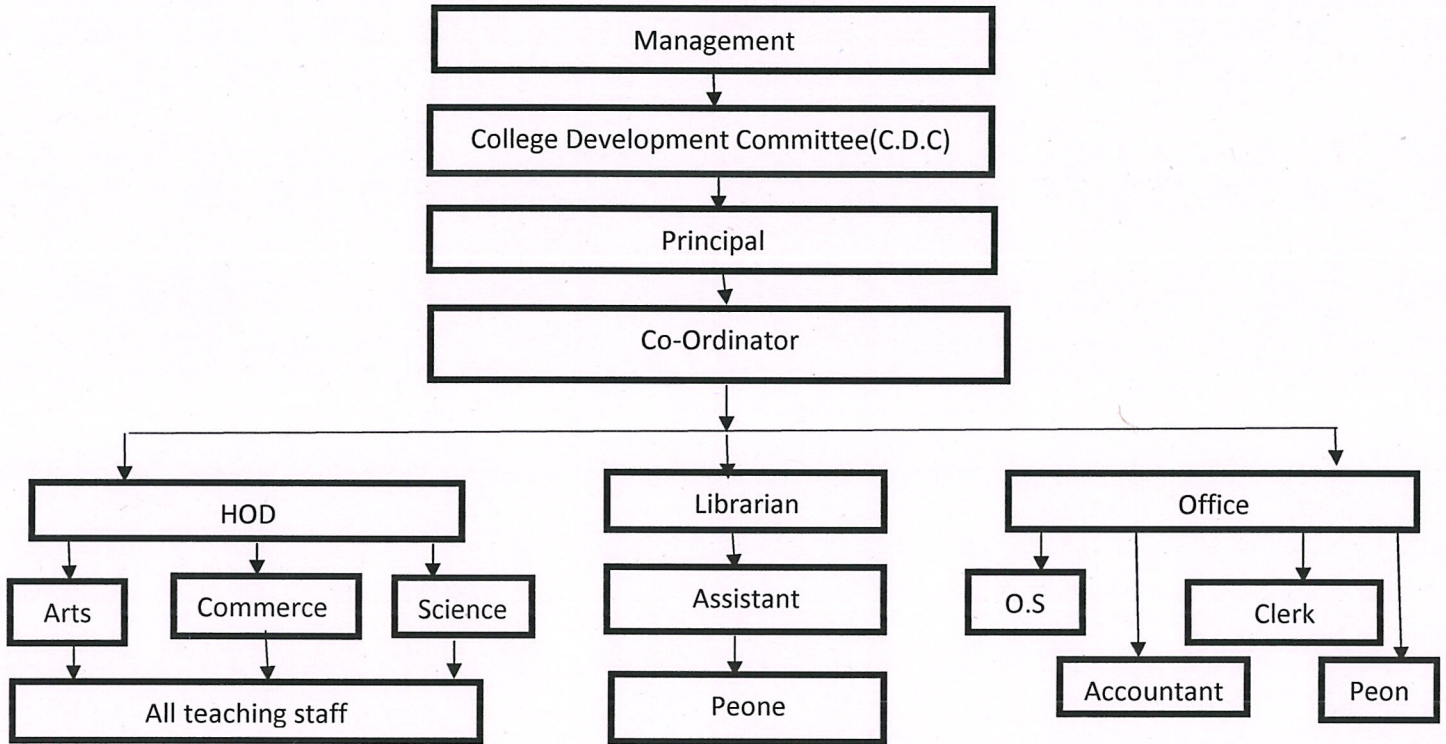 Management
College Development Committee(C.D.C)
Principal
Co-Ordinator
HOD
Librarian
Office
Arts
Commerce
Science
Assistant
O.S
Clerk
All teaching staff
Peone
Accountant
Peon